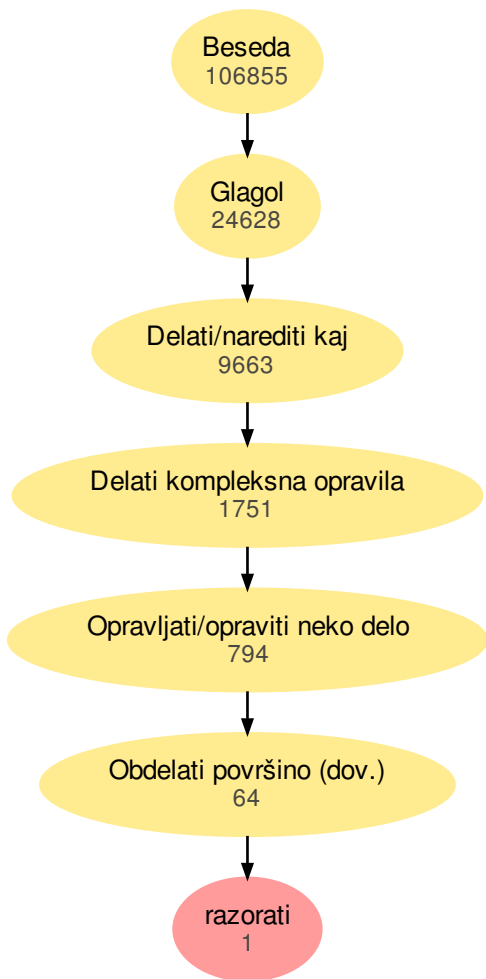 Beseda
106855
Glagol
24628
Delati/narediti kaj
9663
Delati kompleksna opravila
1751
Opravljati/opraviti neko delo
794
Obdelati površino (dov.)
64
razorati
1